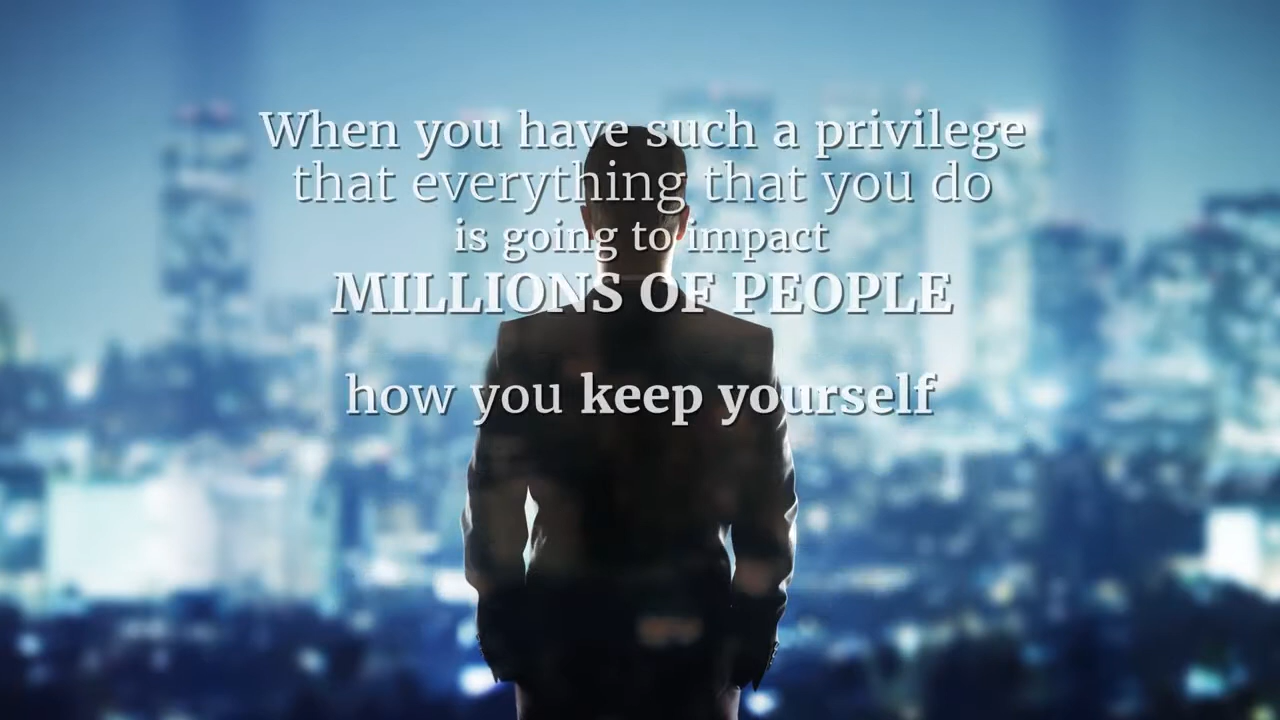 When you have such a privilege
that everything that you do
is going to impact
MILLIONS OF PEOPLE
how you keep yourself